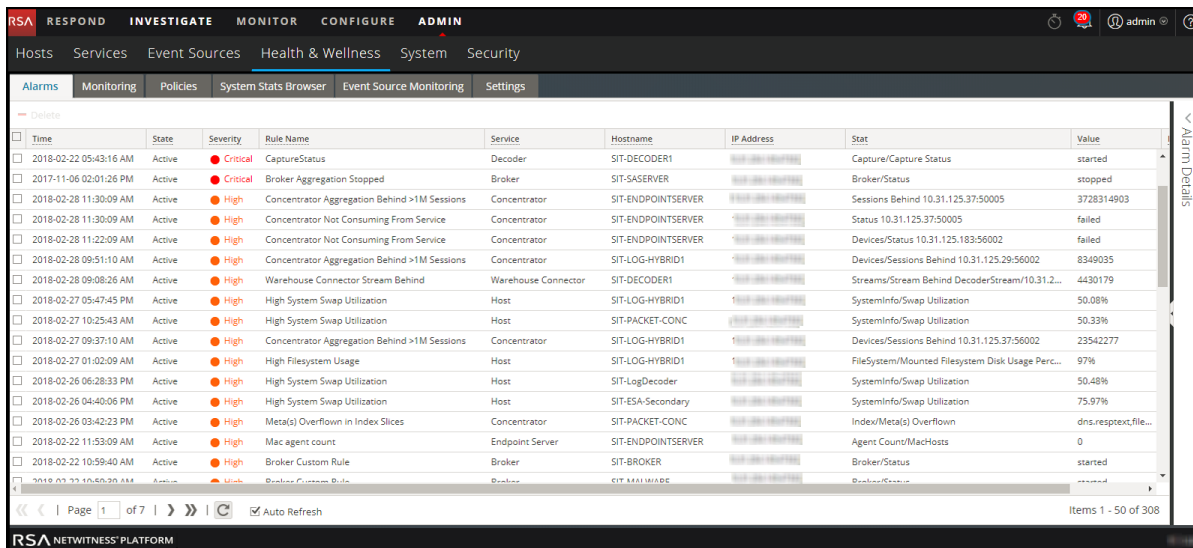 RSA RESPOND INVESTIGATE MONITOR CONFIGURE ADMIN 20 admin
Hosts Services Event Sources Health & Wellness System Security
Alarms Monitoring Policies System Stats Browser Event Source Monitoring Settings
Delete
Time State Severity Rule Name Service Hostname IP Address Stat Value
2018-02-22 05:43:16 AM Active Critical CaptureStatus Decoder SIT-DECODER1 Capture/Capture Status started
2017-11-06 02:01:26 PM Active Critical Broker Aggregation Stopped Broker SIT-SASERVER Broker/Status stopped
2018-02-28 11:30:09 AM Active High Concentrator Aggregation Behind >1M Sessions Concentrator SIT-ENDPOINTSERVER Sessions Behind 10.31.125.37:50005 3728314903
2018-02-28 11:30:09 AM Active High Concentrator Not Consuming From Service Concentrator SIT-ENDPOINTSERVER Status 10.31.125.37:50005 failed
2018-02-28 11:22:09 AM Active High Concentrator Not Consuming From Service Concentrator SIT-ENDPOINTSERVER Devices/Status 10.31.125.183:56002 failed
2018-02-28 09:51:10 AM Active High Concentrator Aggregation Behind >1M Sessions Concentrator SIT-LOG-HYBRID1 Devices/Sessions Behind 10.31.125.29:56002 8349035
2018-02-28 09:08:26 AM Active High Warehouse Connector Stream Behind Warehouse Connector SIT-DECODER1 Streams/Stream Behind DecoderStream/10.31.2... 4430179
2018-02-27 05:47:45 PM Active High High System Swap Utilization Host SIT-LOG-HYBRID1 SystemInfo/Swap Utilization 50.08%
2018-02-27 10:25:43 AM Active High High System Swap Utilization Host SIT-PACKET-CONC SystemInfo/Swap Utilization 50.33%
2018-02-27 09:37:10 AM Active High Concentrator Aggregation Behind >1M Sessions Concentrator SIT-LOG-HYBRID1 Devices/Sessions Behind 10.31.125.37:56002 23542277
2018-02-27 01:02:09 AM Active High High Filesystem Usage Host SIT-LOG-HYBRID1 FileSystem/Mounted Filesystem Disk Usage Perc... 97%
2018-02-26 06:28:33 PM Active High High System Swap Utilization Host SIT-LogDecoder SystemInfo/Swap Utilization 50.48%
2018-02-26 04:40:06 PM Active High High System Swap Utilization Host SIT-ESA-Secondary SystemInfo/Swap Utilization 75.97%
2018-02-26 03:42:23 PM Active High Meta(s) Overflow in Index Slices Concentrator SIT-PACKET-CONC Index/Meta(s) Overflow dns.resptext,file...
2018-02-22 11:53:09 AM Active High Mac agent count Endpoint Server SIT-ENDPOINTSERVER Agent Count/MacHosts 0
2018-02-22 10:59:40 AM Active High Broker Custom Rule Broker SIT-BROKER Broker/Status started
2018-02-22 10:59:39 AM Active High Broker Custom Rule Broker SIT-MALWARE Broker/Status started
Alarm Details
Page 1 of 7 Auto Refresh Items 1 - 50 of 308
RSA NETWITNESS® PLATFORM